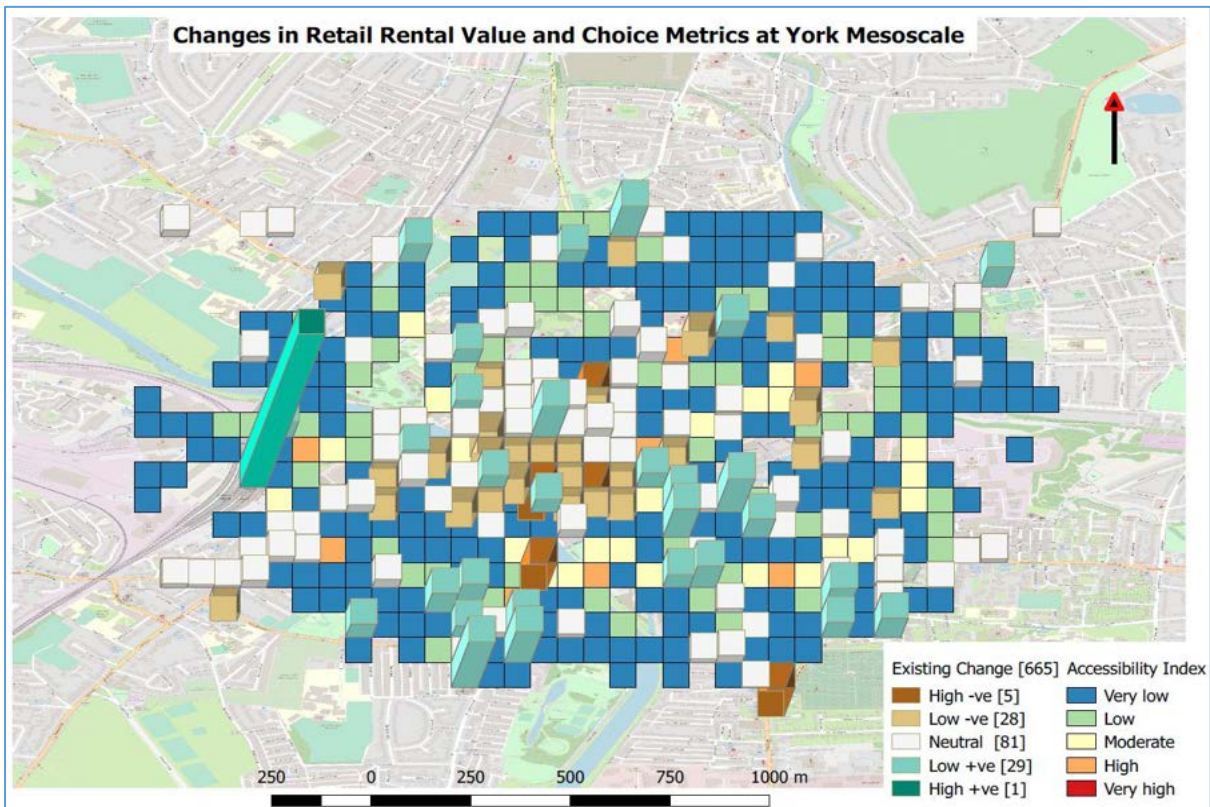 Changes in Retail Rental Value and Choice Metrics at York Mesoscale
Existing Change [665] Accessibility Index
High -ve [5] Very low
Low -ve [28] Low
Neutral [81] Moderate
Low +ve [29] High
High +ve [1] Very high
250 0 250 500 750 1000 m